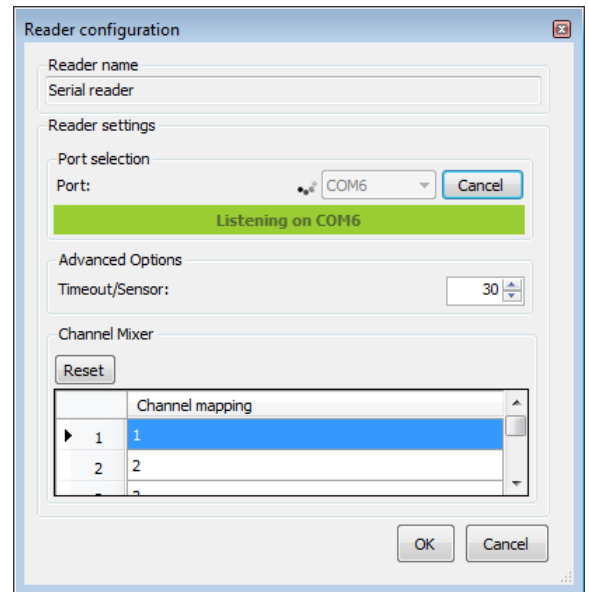 Reader configuration
Reader name
Serial reader
Reader settings
Port selection
Port: COM6 Cancel
Listening on COM6
Advanced Options
Timeout/Sensor: 30
Channel Mixer
Reset
Channel mapping
1 1
2 2
OK Cancel